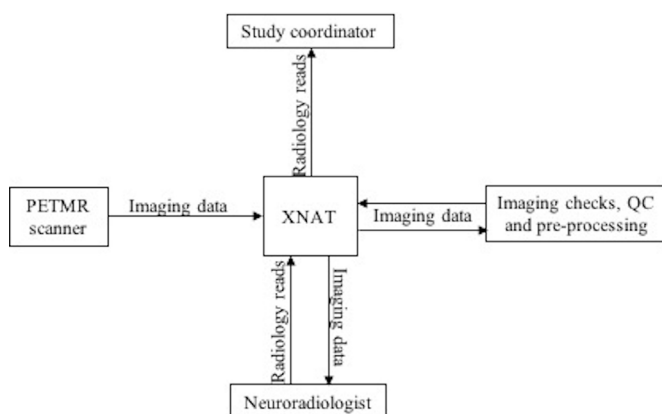 Study coordinator
Radiology reads
PETMR
scanner
Imaging data
XNAT
Imaging data
Imaging checks, QC
and pre-processing
Radiology reads
Imaging data
Neuroradiologist